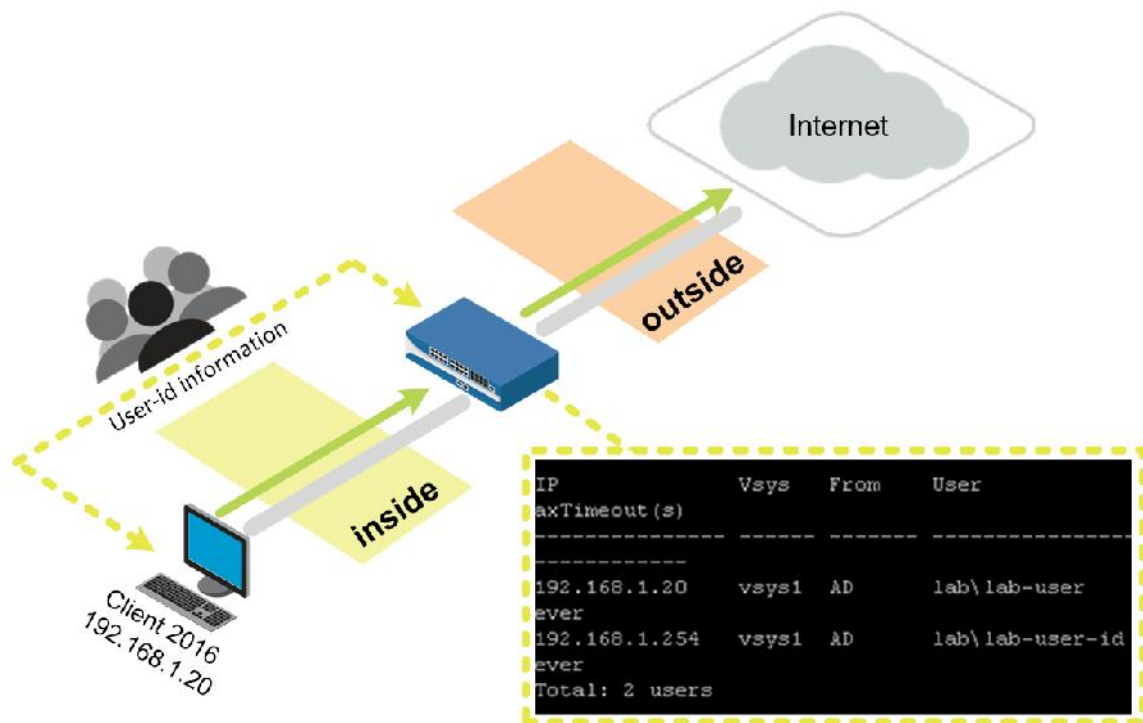 Internet
outside
User-id information
inside
Client 2016
192.168.1.20
IP Vsys From User
axTimeout(s)
--------------- ------ ------- ----------------
------------
192.168.1.20 vsys1 AD lab\lab-user
ever
192.168.1.254 vsys1 AD lab\lab-user-id
ever
Total: 2 users